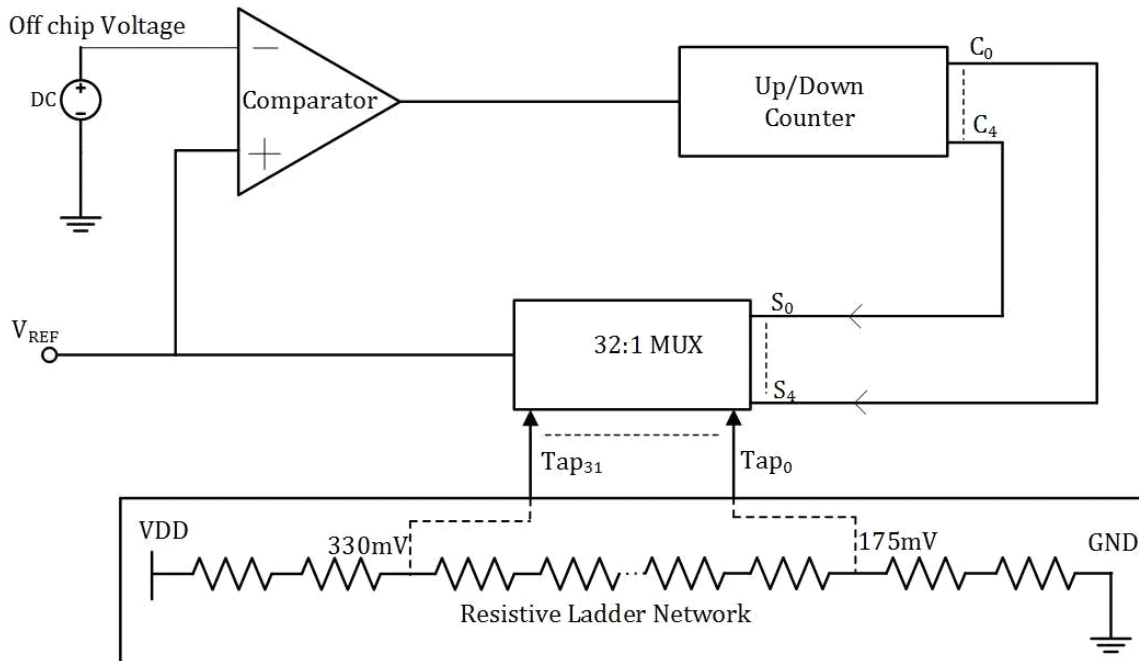 Off chip Voltage
DC
+
−
−
Comparator
+
Up/Down
Counter
C₀
C₄
V_REF
32:1 MUX
S₀
S₄
Tap₃₁
Tap₀
VDD
330mV
175mV
GND
Resistive Ladder Network